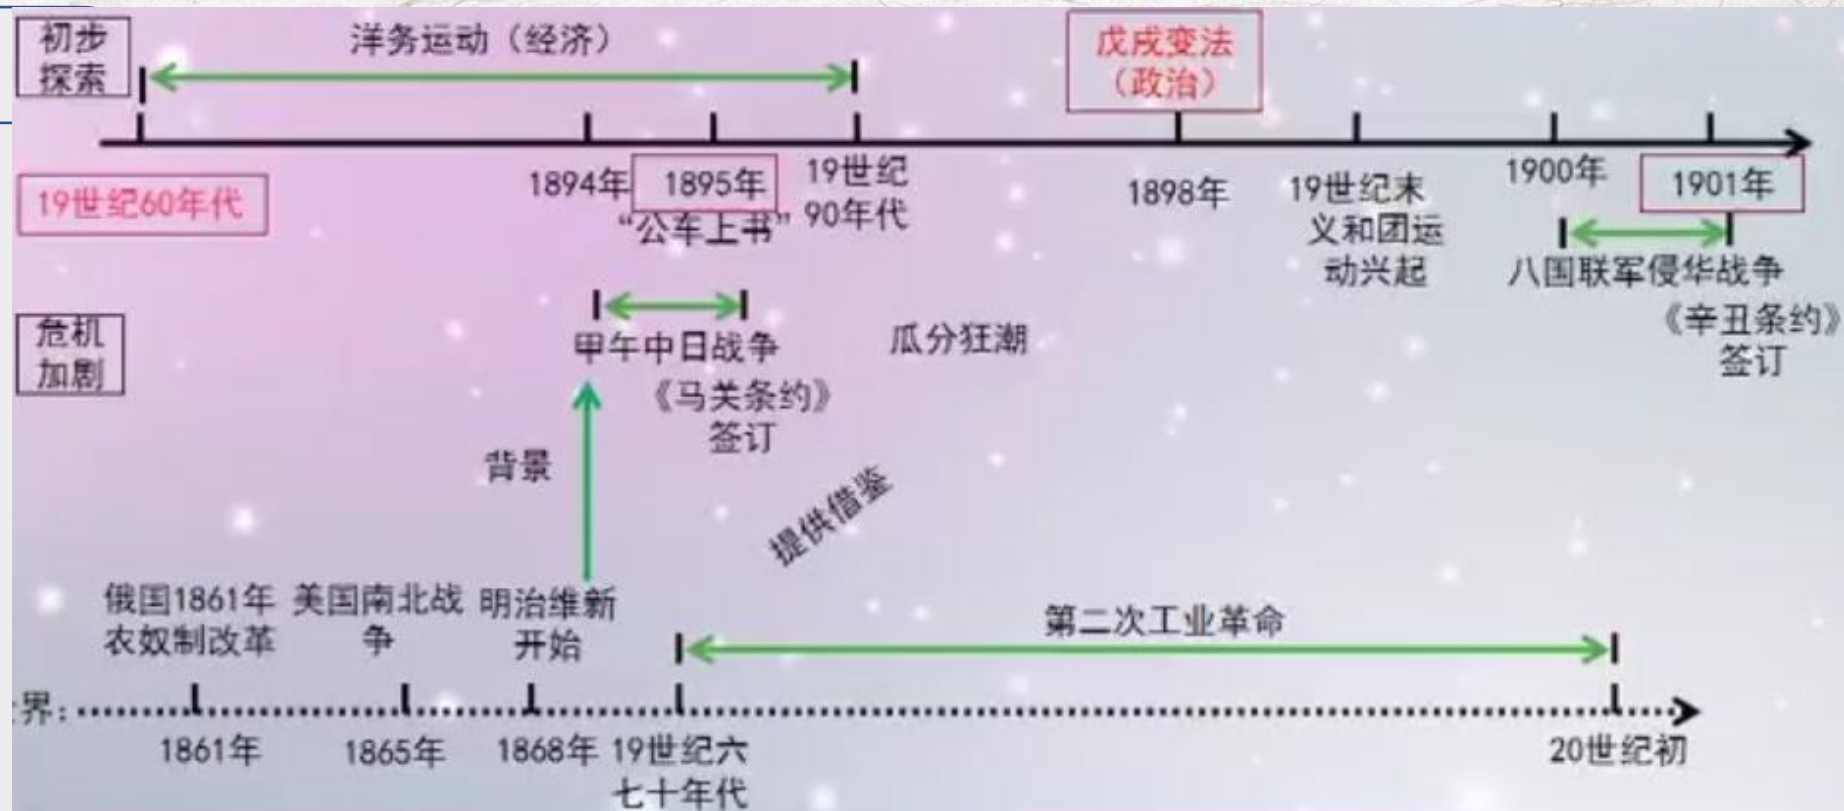 初步
探索
洋务运动（经济）
戊戌变法
（政治）
19世纪60年代
1894年
1895年
“公车上书”
19世纪
90年代
1898年
19世纪末
义和团运
动兴起
1900年
1901年
八国联军侵华战争
《辛丑条约》
签订
危机
加剧
甲午中日战争
《马关条约》
签订
瓜分狂潮
背景
提供借鉴
俄国1861年
农奴制改革
美国南北战
争
明治维新
开始
第二次工业革命
界:
1861年
1865年
1868年
19世纪六
七十年代
20世纪初